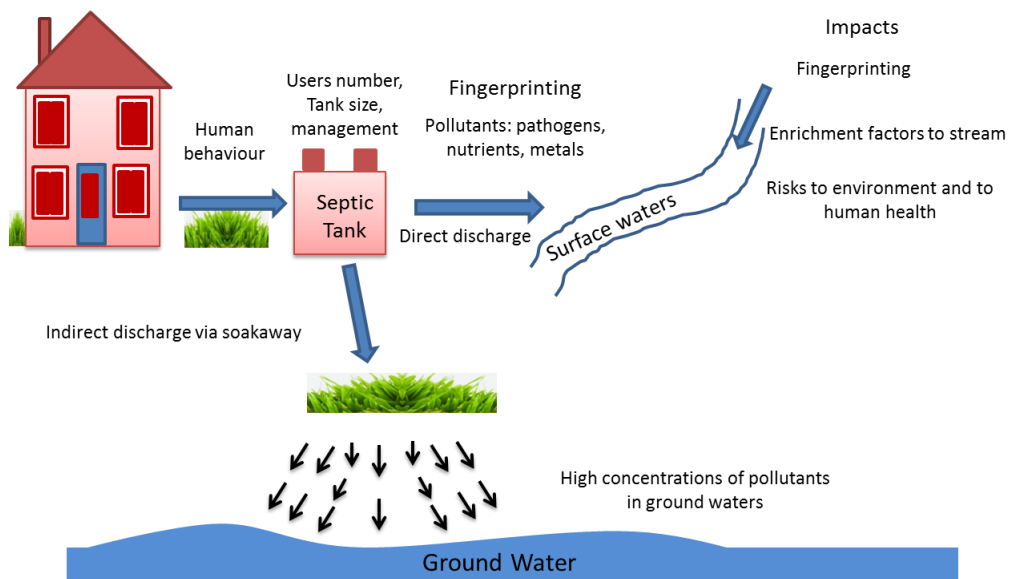 Impacts
Fingerprinting
Users number,
Tank size,
management
Fingerprinting
Pollutants: pathogens,
nutrients, metals
Human
behaviour
Enrichment factors to stream
Risks to environment and to
human health
Septic
Tank
Direct discharge
Surface waters
Indirect discharge via soakaway
High concentrations of pollutants
in ground waters
Ground Water